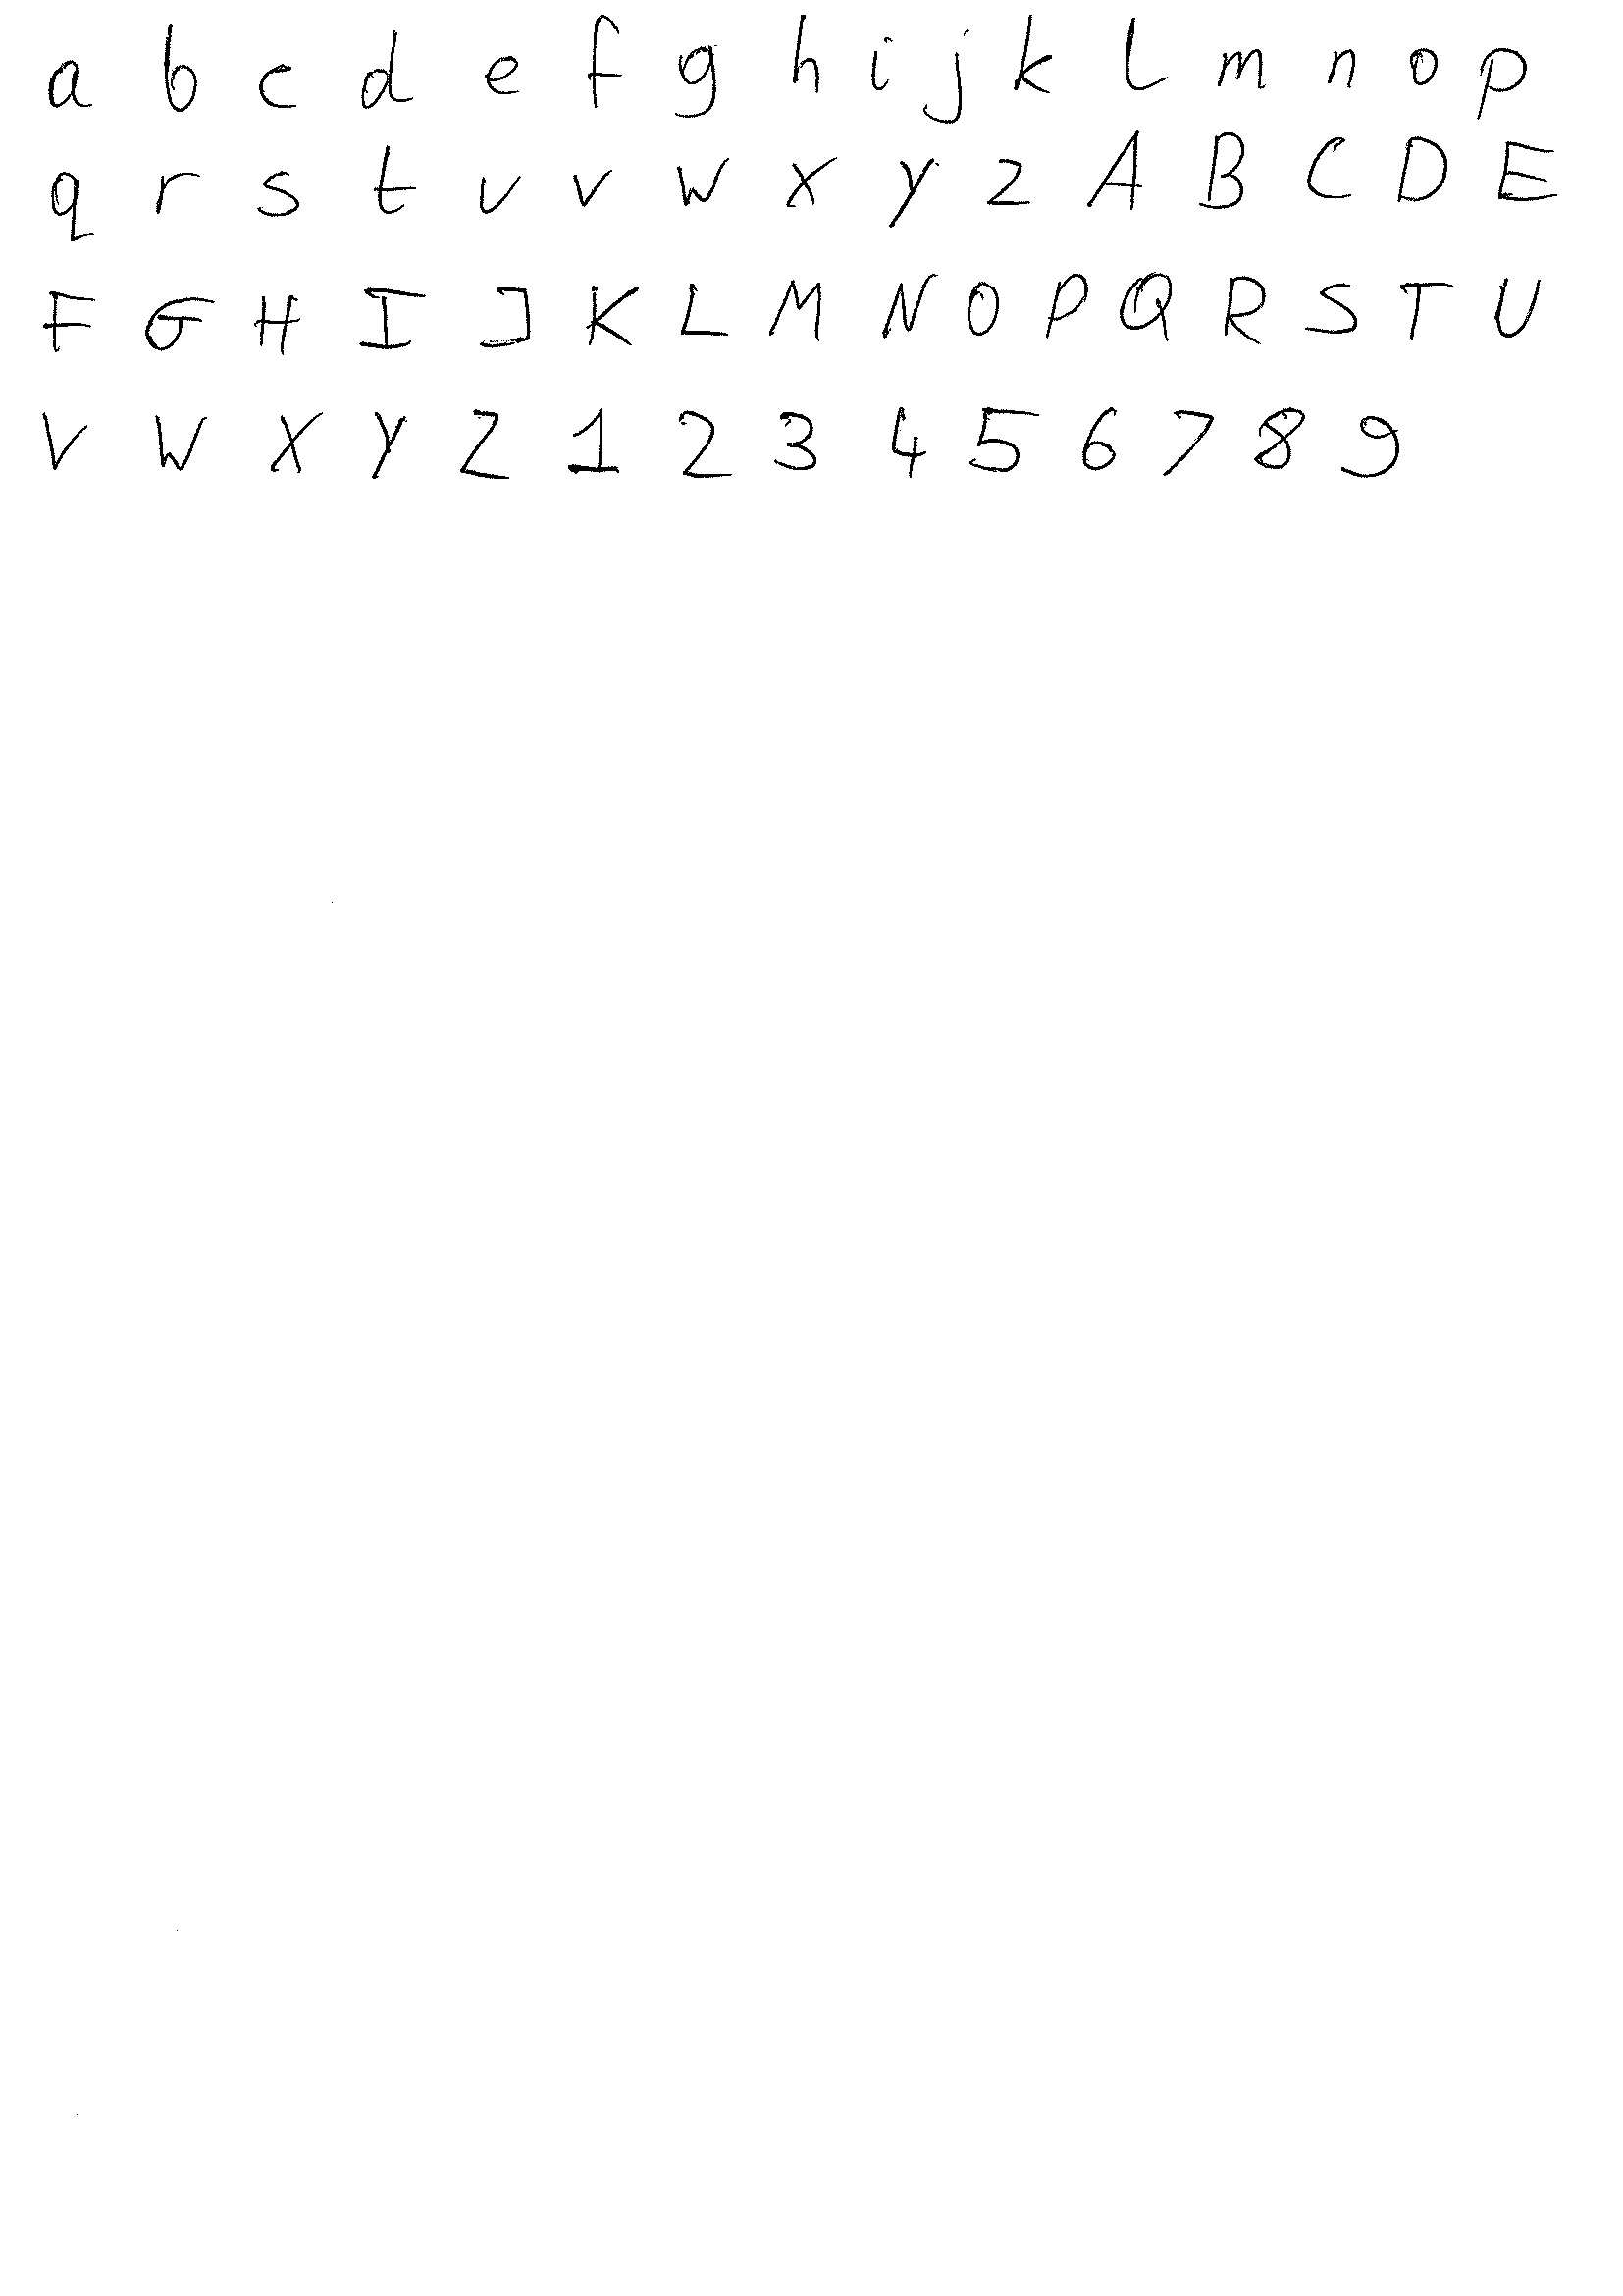 a b c d e f g h i j k l m n o p
q r s t u v w x y z A B C D E
F G H I J K L M N O P Q R S T U
V W X Y Z 1 2 3 4 5 6 7 8 9